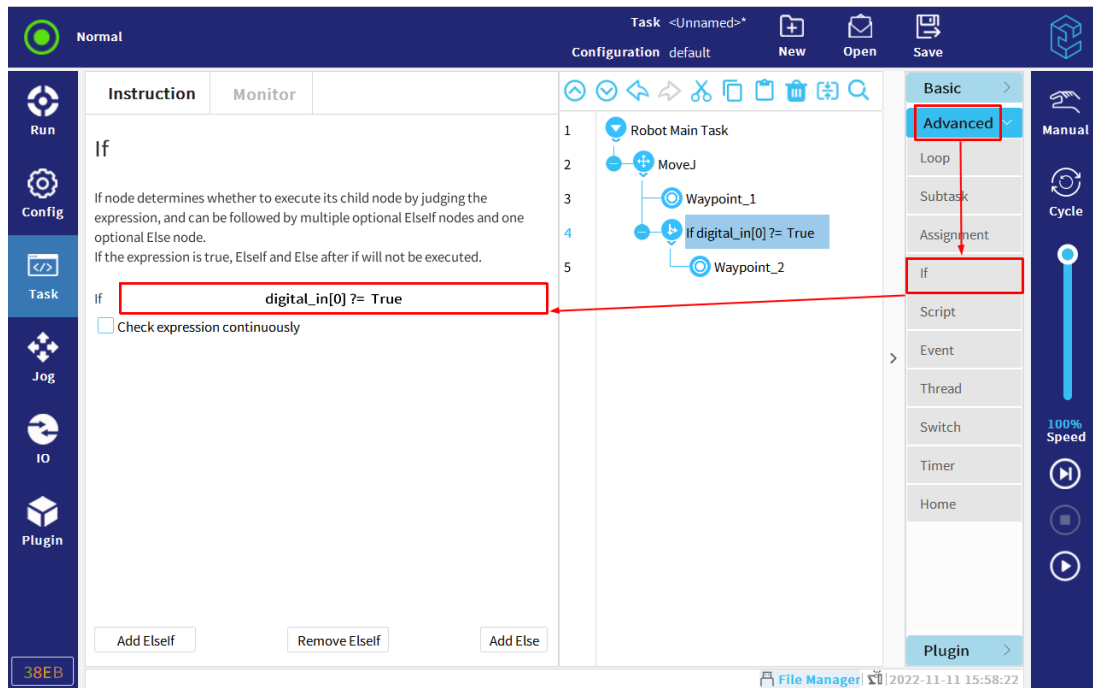 Normal
Task <Unnamed>*
Configuration default
New
Open
Save
Run
Config
Task
Jog
IO
Plugin
38EB
Instruction
Monitor
If
If node determines whether to execute its child node by judging the
expression, and can be followed by multiple optional ElseIf nodes and one
optional Else node.
If the expression is true, ElseIf and Else after if will not be executed.
If digital_in[0] ?= True
Check expression continuously
Add ElseIf
Remove ElseIf
Add Else
1 Robot Main Task
2 MoveJ
3 Waypoint_1
4 If digital_in[0] ?= True
5 Waypoint_2
Basic
Advanced
Loop
Subtask
Assignment
If
Script
Event
Thread
Switch
Timer
Home
Plugin
Manual
Cycle
100%
Speed
File Manager
2022-11-11 15:58:22